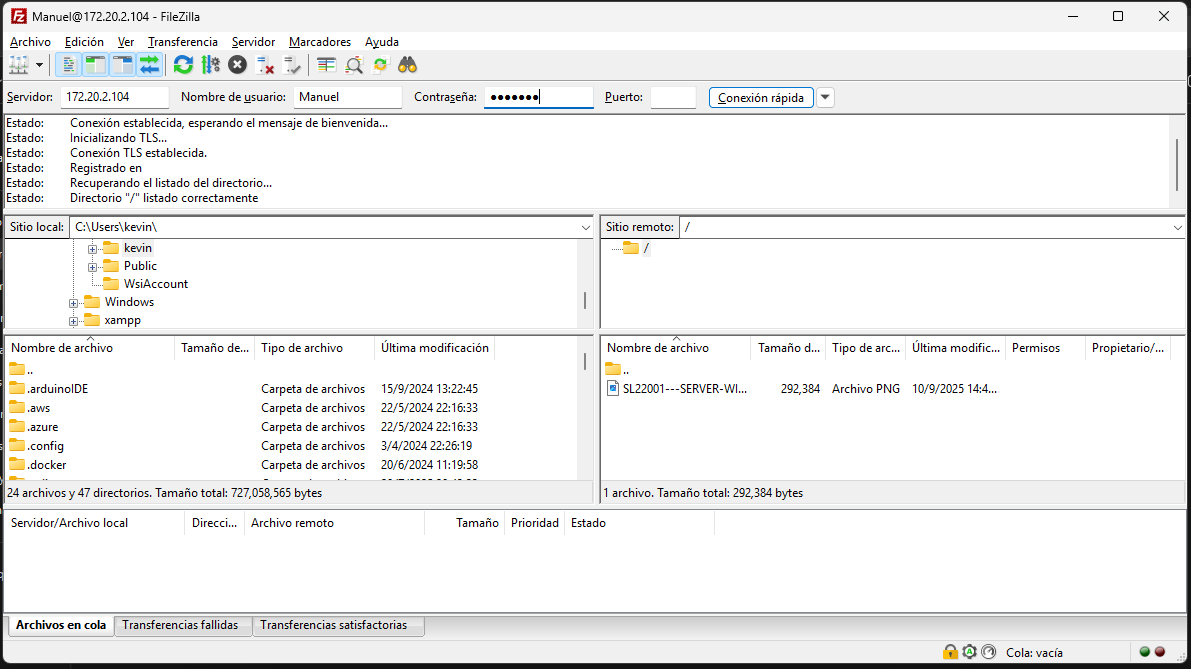 Manuel@172.20.2.104 - FileZilla
Archivo Edición Ver Transferencia Servidor Marcadores Ayuda
Servidor: 172.20.2.104 Nombre de usuario: Manuel Contraseña: ●●●●●●● Puerto: Conexión rápida
Estado: Conexión establecida, esperando el mensaje de bienvenida...
Estado: Inicializando TLS...
Estado: Conexión TLS establecida.
Estado: Registrado en
Estado: Recuperando el listado del directorio...
Estado: Directorio "/" listado correctamente
Sitio local: C:\Users\kevin\
kevin
Public
WsiAccount
Windows
xampp
Sitio remoto: /
/
Nombre de archivo Tamaño de... Tipo de archivo Última modificación
..
.arduinoIDE Carpeta de archivos 15/9/2024 13:22:45
.aws Carpeta de archivos 22/5/2024 22:16:33
.azure Carpeta de archivos 22/5/2024 22:16:33
.config Carpeta de archivos 3/4/2024 22:26:19
.docker Carpeta de archivos 20/6/2024 11:19:58
24 archivos y 47 directorios. Tamaño total: 727,058,565 bytes
Nombre de archivo Tamaño d... Tipo de arc... Última modific... Permisos Propietario/...
..
SL22001---SERVER-WI... 292,384 Archivo PNG 10/9/2025 14:4...
1 archivo. Tamaño total: 292,384 bytes
Servidor/Archivo local Direcci... Archivo remoto Tamaño Prioridad Estado
Archivos en cola Transferencias fallidas Transferencias satisfactorias
Cola: vacía